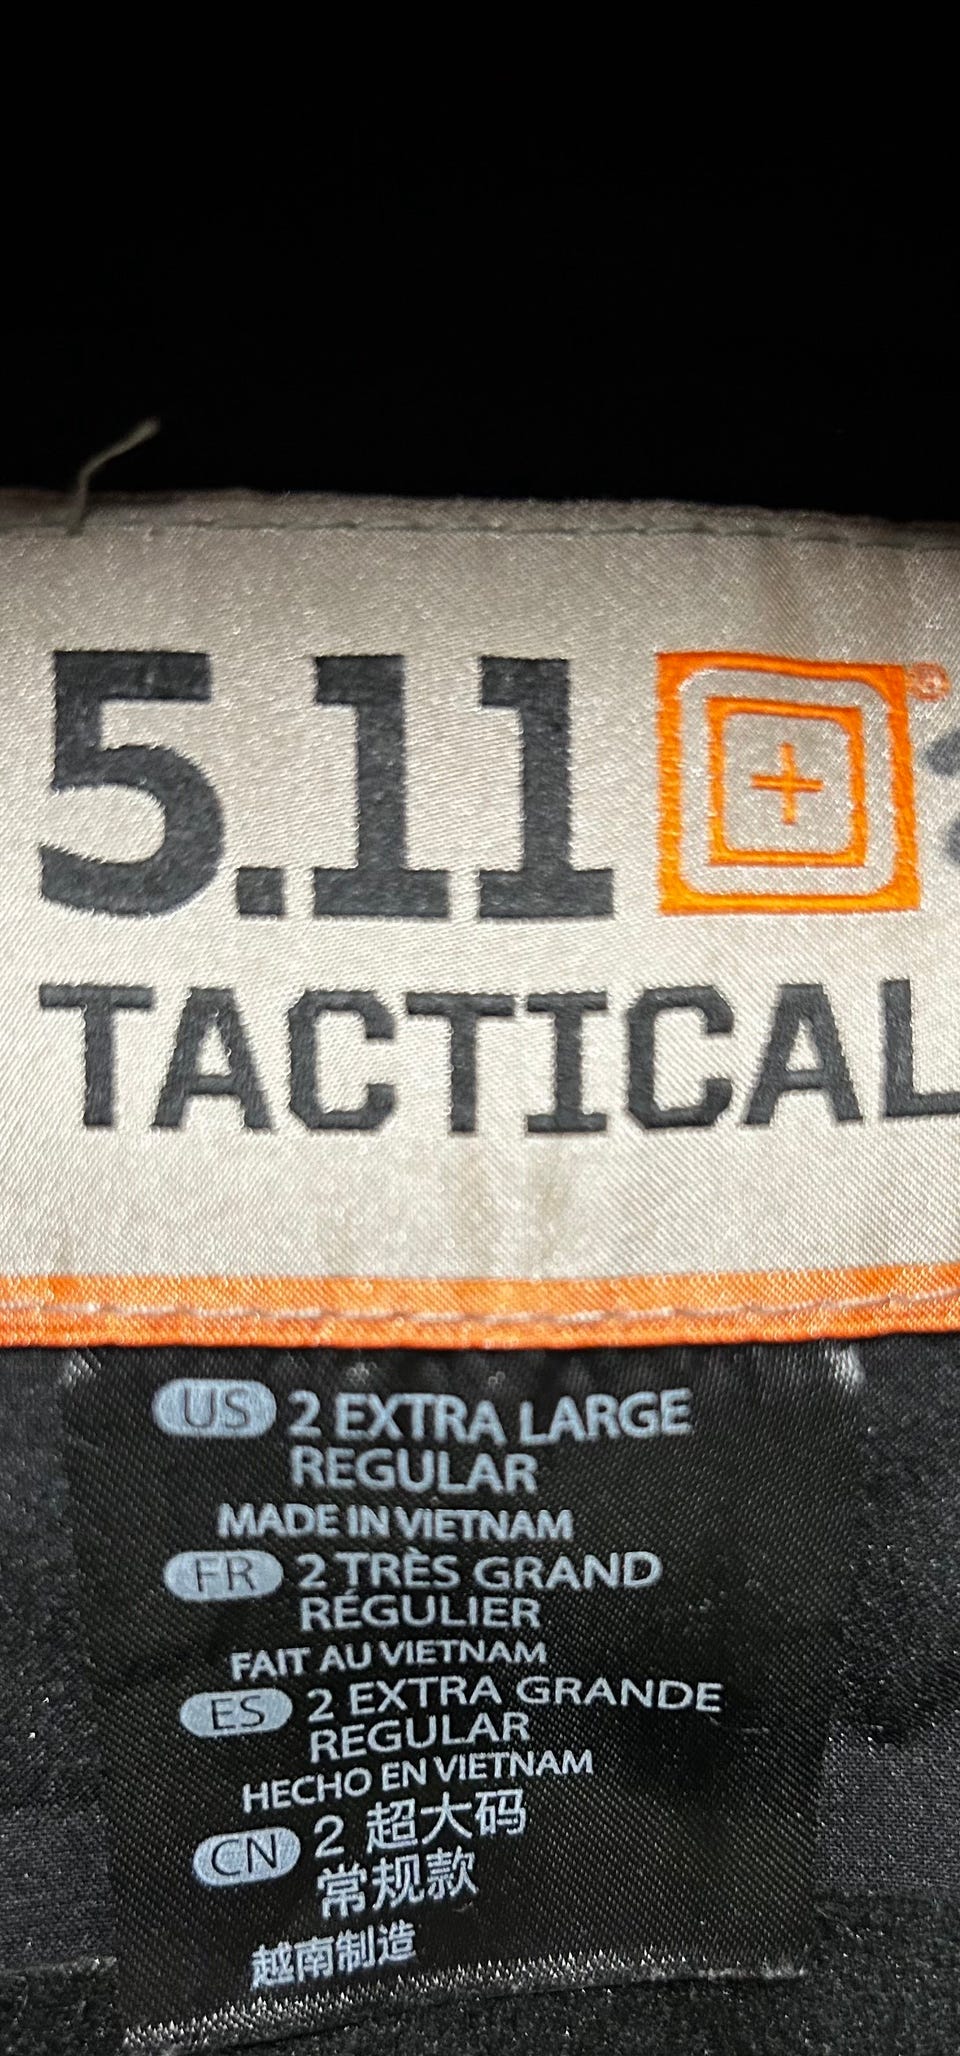 5.11®
TACTICAL
US 2 EXTRA LARGE
REGULAR
MADE IN VIETNAM
FR 2 TRÈS GRAND
RÉGULIER
FAIT AU VIETNAM
ES 2 EXTRA GRANDE
REGULAR
HECHO EN VIETNAM
CN 2 超大码
常规款
越南制造